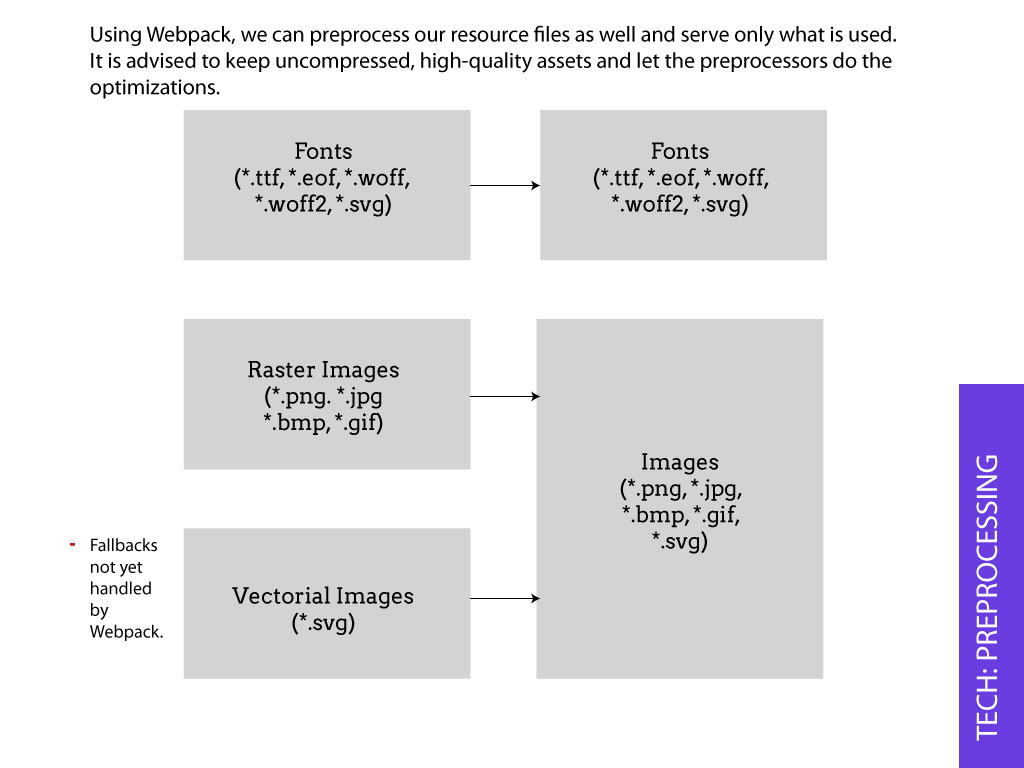 Using Webpack, we can preprocess our resource files as well and serve only what is used.
It is advised to keep uncompressed, high-quality assets and let the preprocessors do the
optimizations.
Fonts
(*.ttf, *.eof, *.woff,
*.woff2, *.svg)
Fonts
(*.ttf, *.eof, *.woff,
*.woff2, *.svg)
Raster Images
(*.png. *.jpg
*.bmp, *.gif)
Images
(*.png, *.jpg,
*.bmp, *.gif,
*.svg)
- Fallbacks
not yet
handled
by
Webpack.
Vectorial Images
(*.svg)
TECH: PREPROCESSING